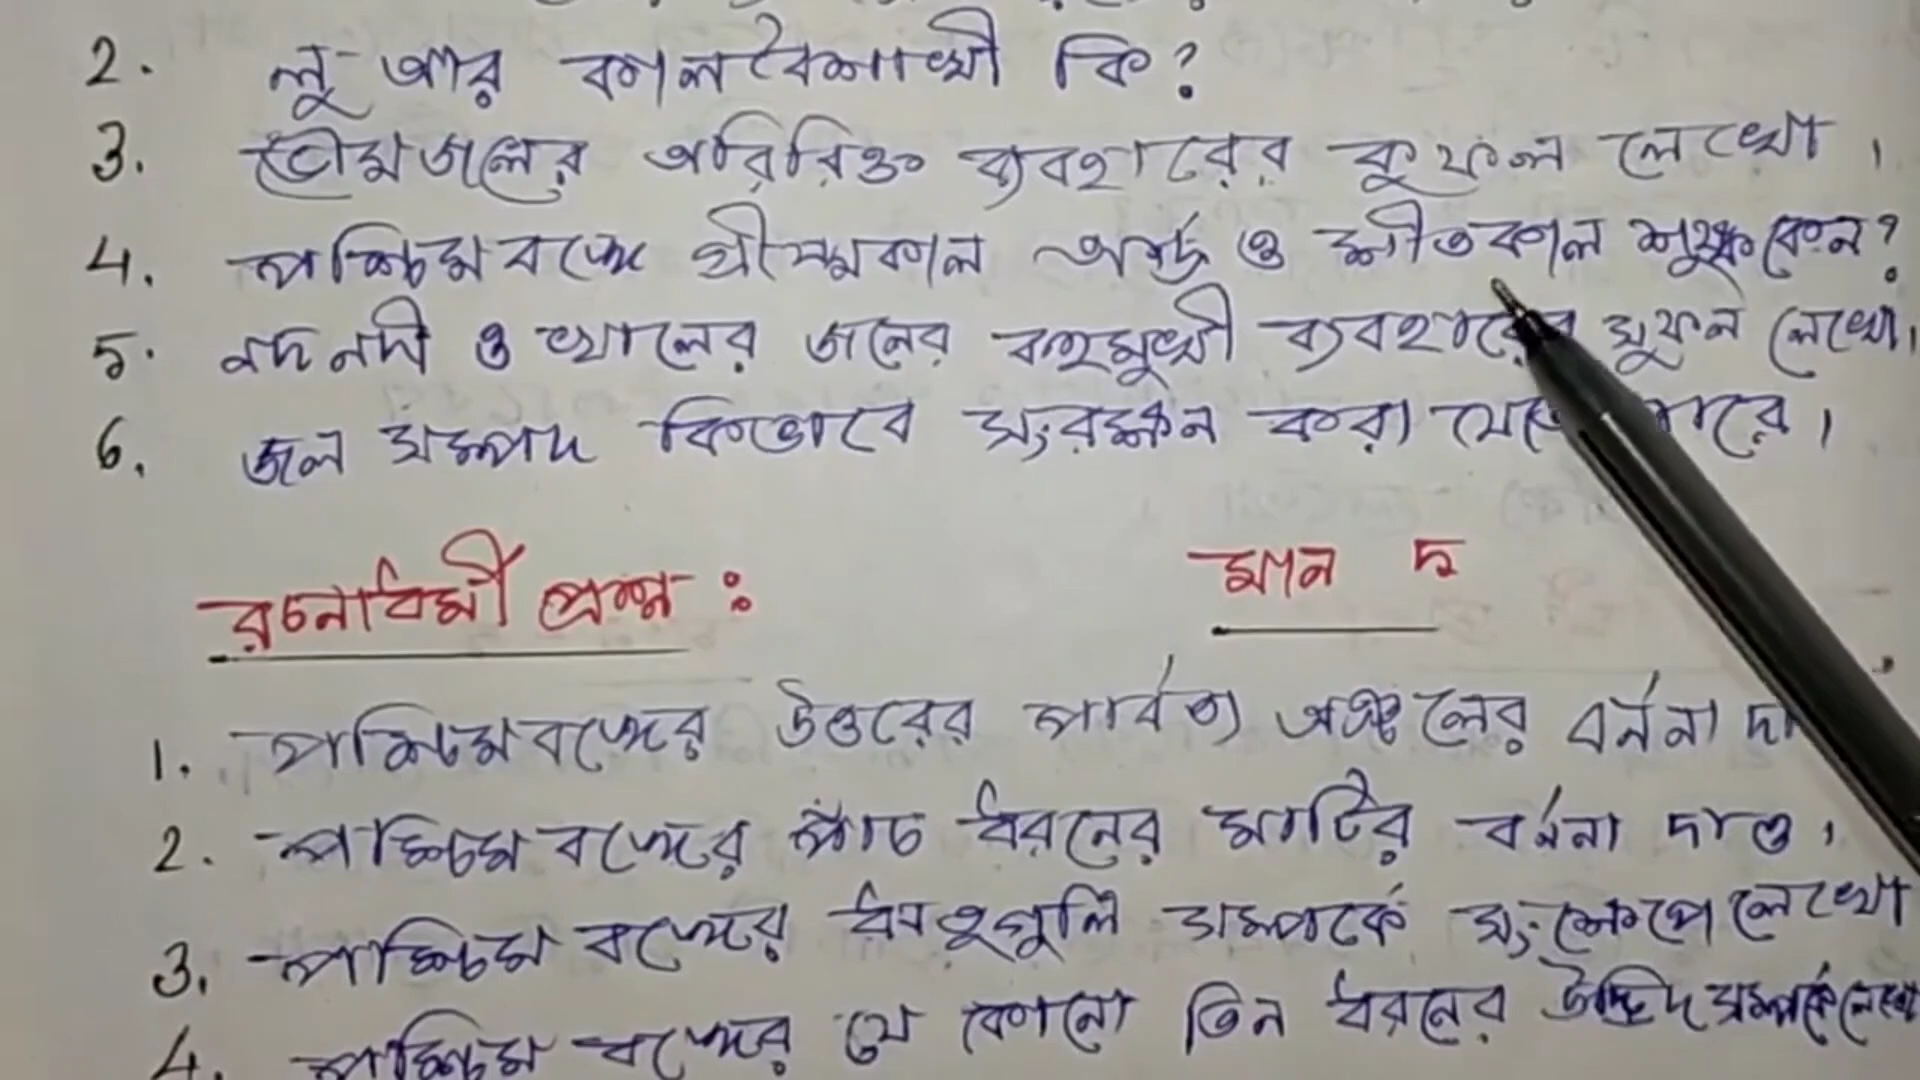 2. লু আর কালবৈশাখী কি?
3. ভৌমজলের অরিরিক্ত ব্যবহারের কুফল লেখো।
4. পশ্চিমবঙ্গে গ্রীষ্মকাল আর্দ্র ও শীতকাল শুষ্ক কেন?
5. নদনদী ও খালের জলের বহুমুখী ব্যবহারের সুফল লেখো।
6. জল সম্পদ কিভাবে সংরক্ষন করা যেতে পারে।
রচনাধর্মী প্রশ্ন : মান
1. পশ্চিমবঙ্গের উত্তরের পার্বত্য অঞ্চলের বর্ননা
2. পশ্চিমবঙ্গের পাঁচ ধরনের মাটির বর্ননা দাও।
3. পশ্চিমবঙ্গের ঋতুগুলি সম্পর্কে সংক্ষেপে লেখো
4. পশ্চিমবঙ্গের যে কোনো তিন ধরনের উদ্ভিদ সম্পর্কে লেখো